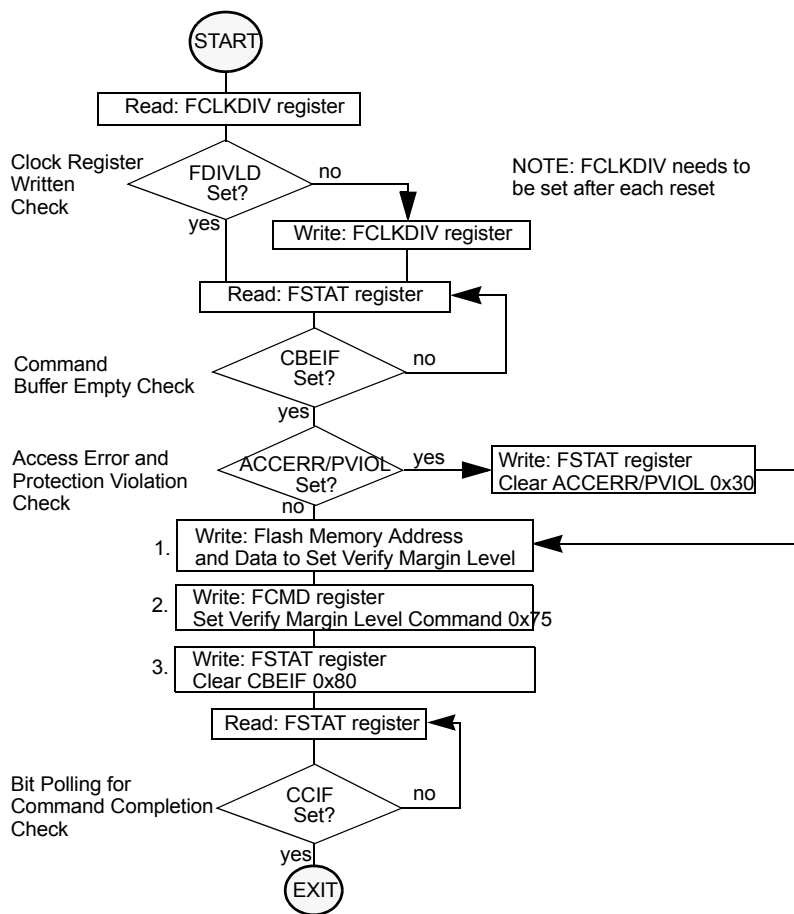 START
Read: FCLKDIV register
Clock Register
Written
Check
FDIVLD
Set?
no
yes
NOTE: FCLKDIV needs to
be set after each reset
Write: FCLKDIV register
Read: FSTAT register
Command
Buffer Empty Check
CBEIF
Set?
no
yes
Access Error and
Protection Violation
Check
ACCERR/PVIOL
Set?
yes
no
Write: FSTAT register
Clear ACCERR/PVIOL 0x30
1.
Write: Flash Memory Address
and Data to Set Verify Margin Level
2.
Write: FCMD register
Set Verify Margin Level Command 0x75
3.
Write: FSTAT register
Clear CBEIF 0x80
Read: FSTAT register
Bit Polling for
Command Completion
Check
CCIF
Set?
no
yes
EXIT